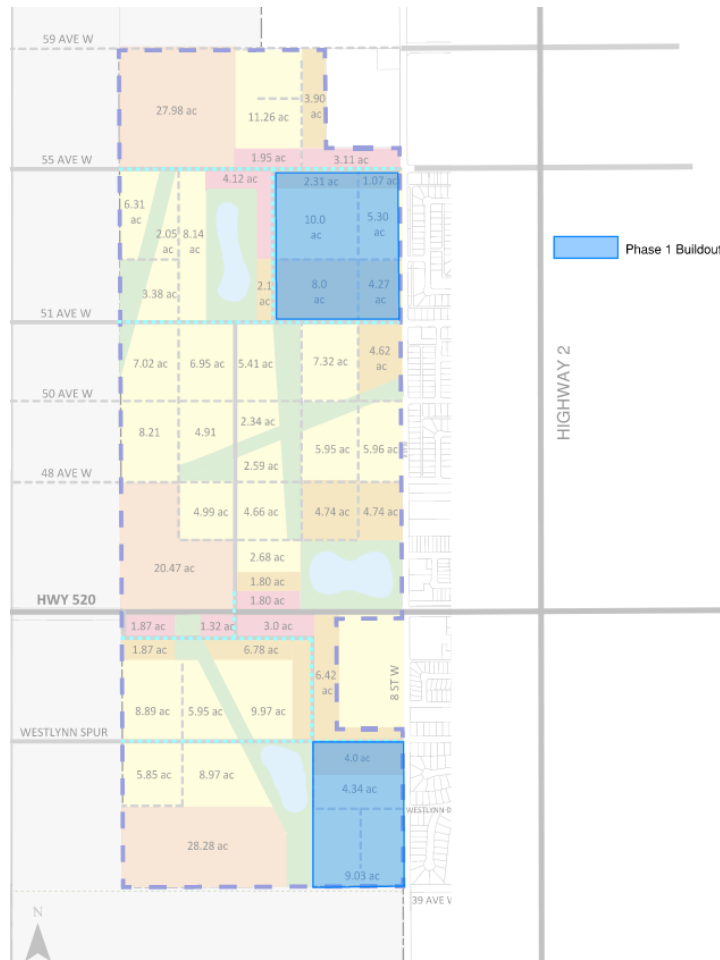 59 AVE W
27.98 ac
11.26 ac
3.90
ac
55 AVE W
1.95 ac
3.11 ac
4.12 ac
2.31 ac
1.07 ac
6.31
ac
2.05
ac
8.14
10.0
ac
5.30
ac
Phase 1 Buildout
3.38 ac
2.1
ac
8.0
ac
4.27
ac
51 AVE W
7.02 ac
6.95 ac
5.41 ac
7.32 ac
4.62
ac
HIGHWAY 2
50 AVE W
8.21
4.91
2.34 ac
5.95 ac
5.96 ac
2.59 ac
48 AVE W
4.99 ac
4.66 ac
4.74 ac
4.74 ac
2.68 ac
20.47 ac
1.80 ac
1.80 ac
HWY 520
1.87 ac
1.32 ac
3.0 ac
1.87 ac
6.78 ac
6.42
ac
8 ST W
8.89 ac
5.95 ac
9.97 ac
WESTLYNN SPUR
4.0 ac
5.85 ac
8.97 ac
4.34 ac
WESTLYNN D
28.28 ac
9.03 ac
39 AVE W
N